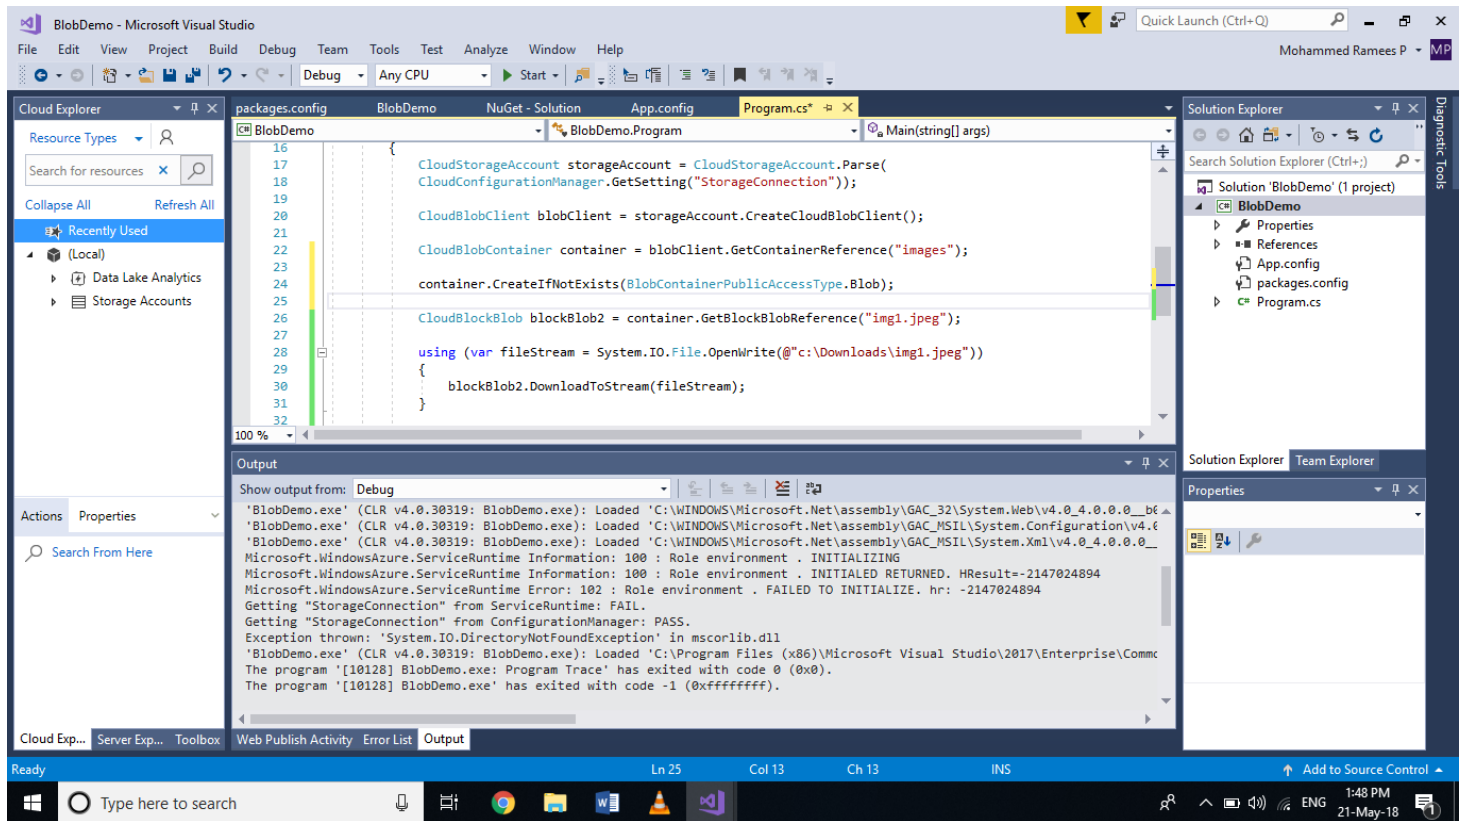 BlobDemo - Microsoft Visual Studio
Quick Launch (Ctrl+Q)
File Edit View Project Build Debug Team Tools Test Analyze Window Help
Mohammed Ramees P MP
Debug Any CPU Start
Cloud Explorer
Resource Types
Search for resources
Collapse All Refresh All
Recently Used
(Local)
Data Lake Analytics
Storage Accounts
Actions Properties
Search From Here
Cloud Exp... Server Exp... Toolbox
packages.config BlobDemo NuGet - Solution App.config Program.cs*
BlobDemo BlobDemo.Program Main(string[] args)
16 {
17 CloudStorageAccount storageAccount = CloudStorageAccount.Parse(
18 CloudConfigurationManager.GetSetting("StorageConnection"));
19
20 CloudBlobClient blobClient = storageAccount.CreateCloudBlobClient();
21
22 CloudBlobContainer container = blobClient.GetContainerReference("images");
23
24 container.CreateIfNotExists(BlobContainerPublicAccessType.Blob);
25
26 CloudBlockBlob blockBlob2 = container.GetBlockBlobReference("img1.jpeg");
27
28 using (var fileStream = System.IO.File.OpenWrite(@"c:\Downloads\img1.jpeg"))
29 {
30 blockBlob2.DownloadToStream(fileStream);
31 }
32
100 %
Output
Show output from: Debug
'BlobDemo.exe' (CLR v4.0.30319: BlobDemo.exe): Loaded 'C:\WINDOWS\Microsoft.Net\assembly\GAC_32\System.Web\v4.0_4.0.0.0__b
'BlobDemo.exe' (CLR v4.0.30319: BlobDemo.exe): Loaded 'C:\WINDOWS\Microsoft.Net\assembly\GAC_MSIL\System.Configuration\v4.
'BlobDemo.exe' (CLR v4.0.30319: BlobDemo.exe): Loaded 'C:\WINDOWS\Microsoft.Net\assembly\GAC_MSIL\System.Xml\v4.0_4.0.0.0__
Microsoft.WindowsAzure.ServiceRuntime Information: 100 : Role environment . INITIALIZING
Microsoft.WindowsAzure.ServiceRuntime Information: 100 : Role environment . INITIALED RETURNED. HResult=-2147024894
Microsoft.WindowsAzure.ServiceRuntime Error: 102 : Role environment . FAILED TO INITIALIZE. hr: -2147024894
Getting "StorageConnection" from ServiceRuntime: FAIL.
Getting "StorageConnection" from ConfigurationManager: PASS.
Exception thrown: 'System.IO.DirectoryNotFoundException' in mscorlib.dll
'BlobDemo.exe' (CLR v4.0.30319: BlobDemo.exe): Loaded 'C:\Program Files (x86)\Microsoft Visual Studio\2017\Enterprise\Commo
The program '[10128] BlobDemo.exe: Program Trace' has exited with code 0 (0x0).
The program '[10128] BlobDemo.exe' has exited with code -1 (0xffffffff).
Web Publish Activity Error List Output
Solution Explorer
Search Solution Explorer (Ctrl+;)
Solution 'BlobDemo' (1 project)
BlobDemo
Properties
References
App.config
packages.config
Program.cs
Solution Explorer Team Explorer
Properties
Diagnostic Tools
Ready Ln 25 Col 13 Ch 13 INS Add to Source Control
Type here to search
ENG 1:48 PM
21-May-18